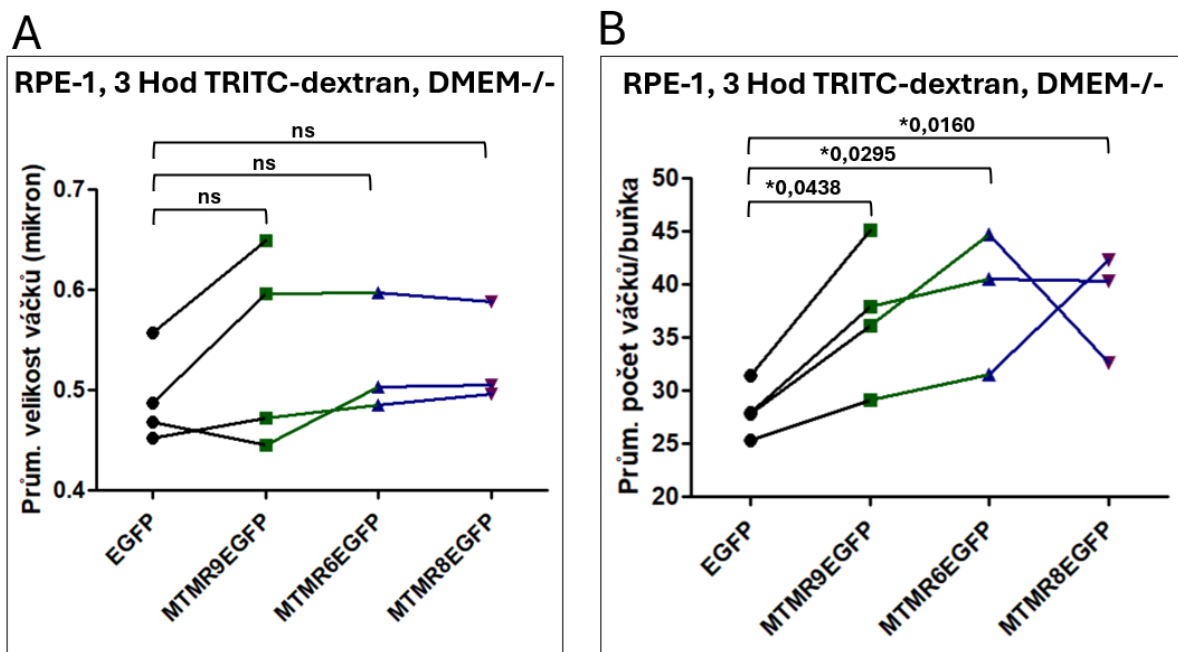 A
RPE-1, 3 Hod TRITC-dextran, DMEM-/-
ns
ns
ns
Prům. velikost váčků (mikron)
0.7
0.6
0.5
0.4
EGFP
MTMR9EGFP
MTMR6EGFP
MTMR8EGFP
B
RPE-1, 3 Hod TRITC-dextran, DMEM-/-
*0,0160
*0,0295
*0,0438
Prům. počet váčků/buňka
50
45
40
35
30
25
20
EGFP
MTMR9EGFP
MTMR6EGFP
MTMR8EGFP